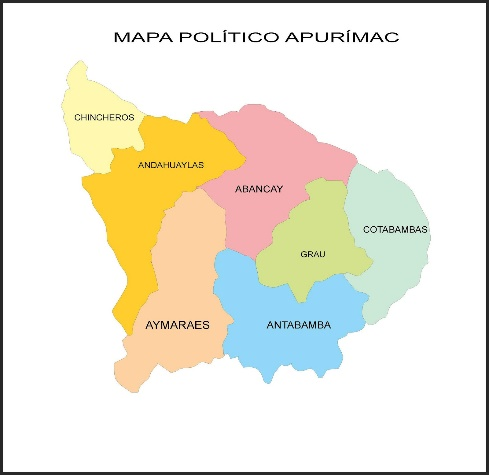 MAPA POLÍTICO APURÍMAC
CHINCHEROS
ANDAHUAYLAS
ABANCAY
COTABAMBAS
GRAU
AYMARAES
ANTABAMBA